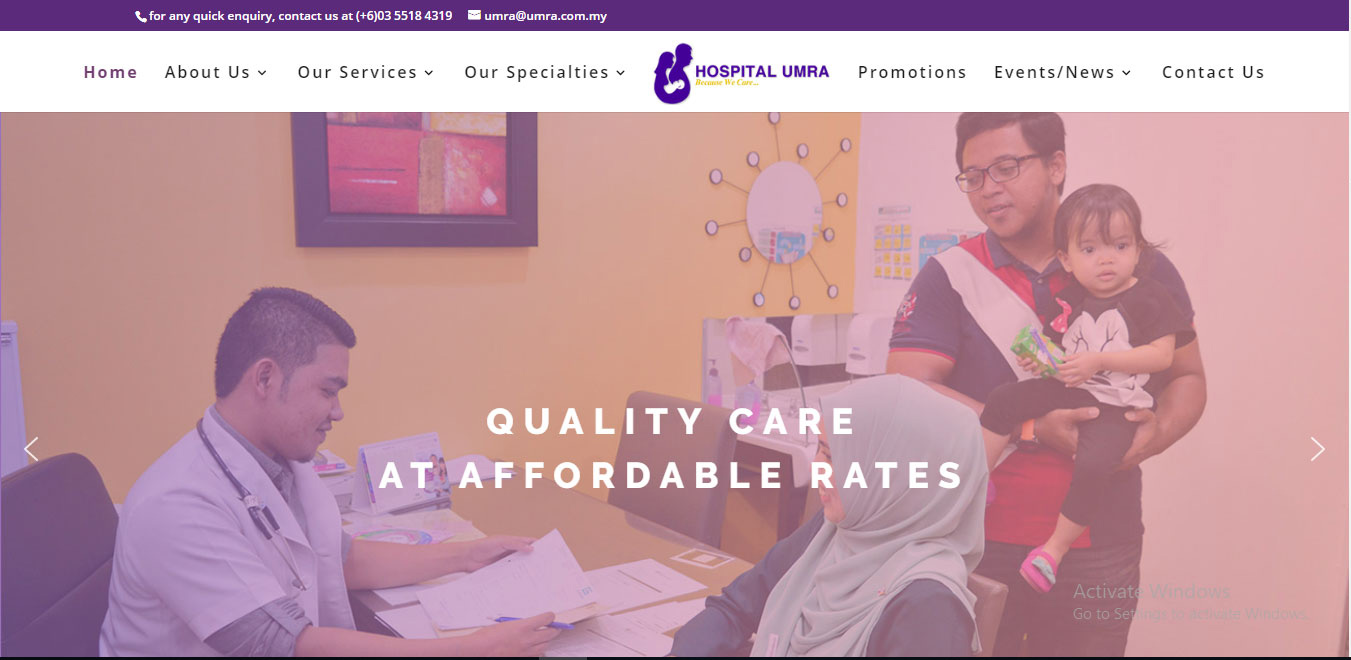 for any quick enquiry, contact us at (+6)03 5518 4319 umra@umra.com.my
Home About Us Our Services Our Specialties HOSPITAL UMRA Promotions Events/News Contact Us
Because We Care...
QUALITY CARE
AT AFFORDABLE RATES
Activate Windows
Go to Settings to activate Windows.